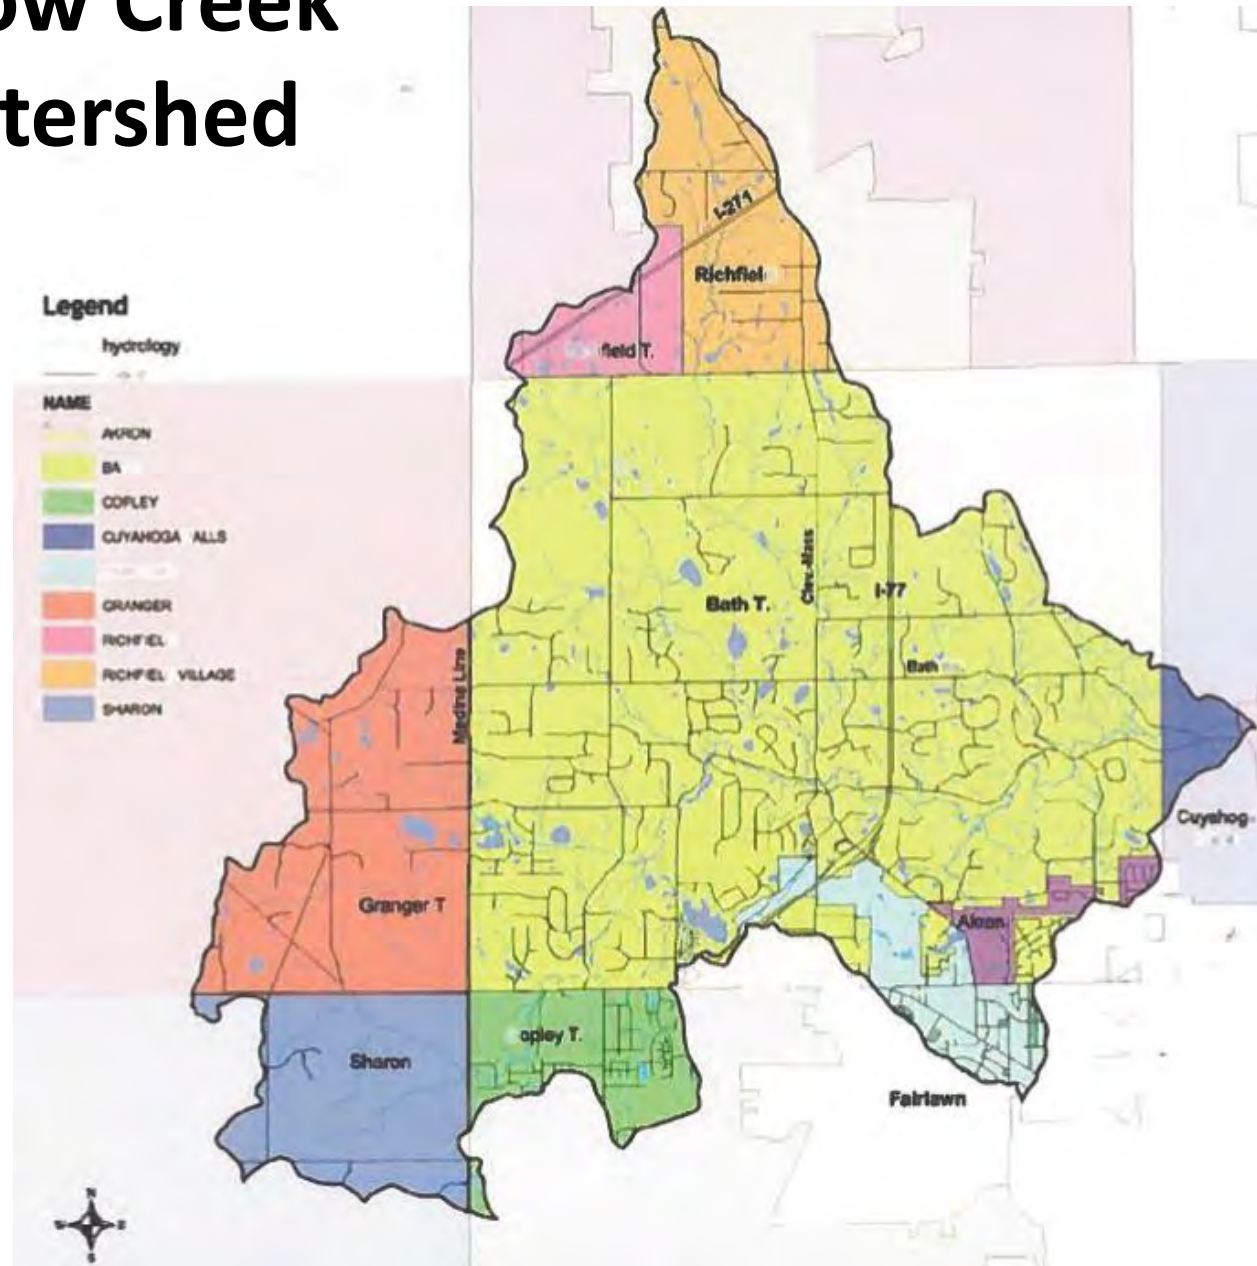 ow Creek
tershed
Legend
hydrology
NAME
AKRON
BA
COPLEY
CUYAHOGA ALLS
GRANGER
RICHFIEL
RICHFIEL VILLAGE
SHARON
I-271
Richfiel
field T.
Clev.-Mass
Bath T.
I-77
Bath
Medina Line
Cuyahog
Granger T
Akron
opley T.
Sharon
Fairlawn
N
W E
S